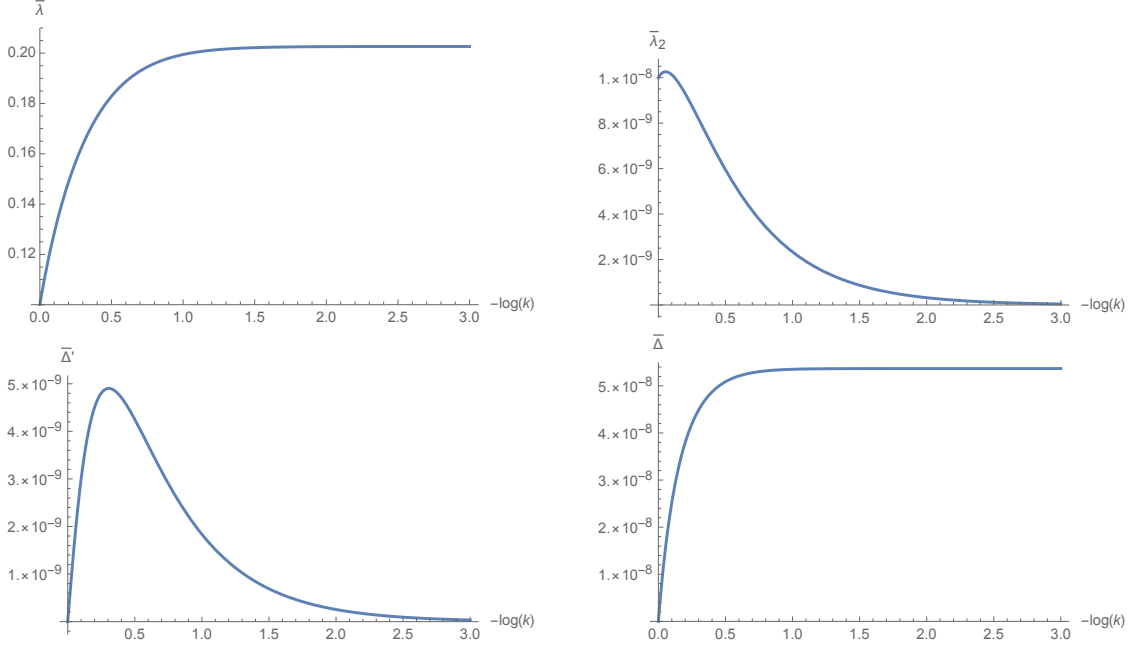 λ̄
0.20
0.18
0.16
0.14
0.12
0.0 0.5 1.0 1.5 2.0 2.5 3.0
-log(k)
λ̄₂
1.×10⁻⁸
8.×10⁻⁹
6.×10⁻⁹
4.×10⁻⁹
2.×10⁻⁹
0.5 1.0 1.5 2.0 2.5 3.0
-log(k)
Δ̄'
5.×10⁻⁹
4.×10⁻⁹
3.×10⁻⁹
2.×10⁻⁹
1.×10⁻⁹
0.5 1.0 1.5 2.0 2.5 3.0
-log(k)
Δ̄
5.×10⁻⁸
4.×10⁻⁸
3.×10⁻⁸
2.×10⁻⁸
1.×10⁻⁸
0.0 0.5 1.0 1.5 2.0 2.5 3.0
-log(k)